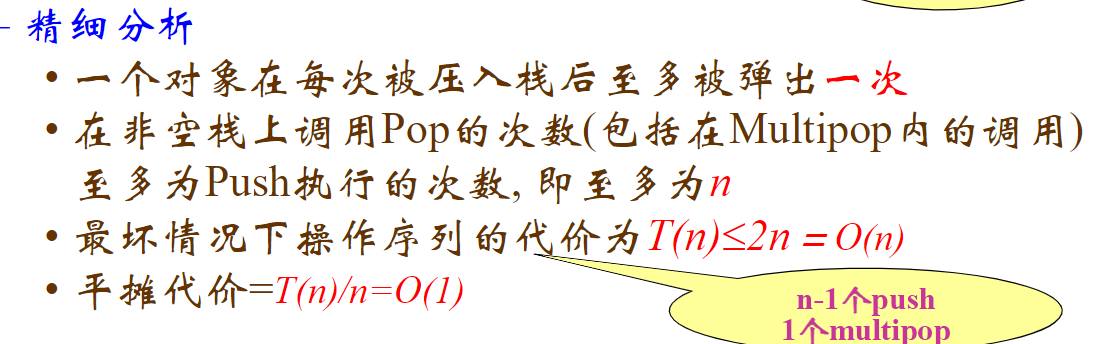 – 精细分析
• 一个对象在每次被压入栈后至多被弹出一次
• 在非空栈上调用Pop的次数(包括在Multipop内的调用)
至多为Push执行的次数, 即至多为n
• 最坏情况下操作序列的代价为T(n)≤2n = O(n)
• 平摊代价=T(n)/n=O(1)
n-1个push
1个multipop